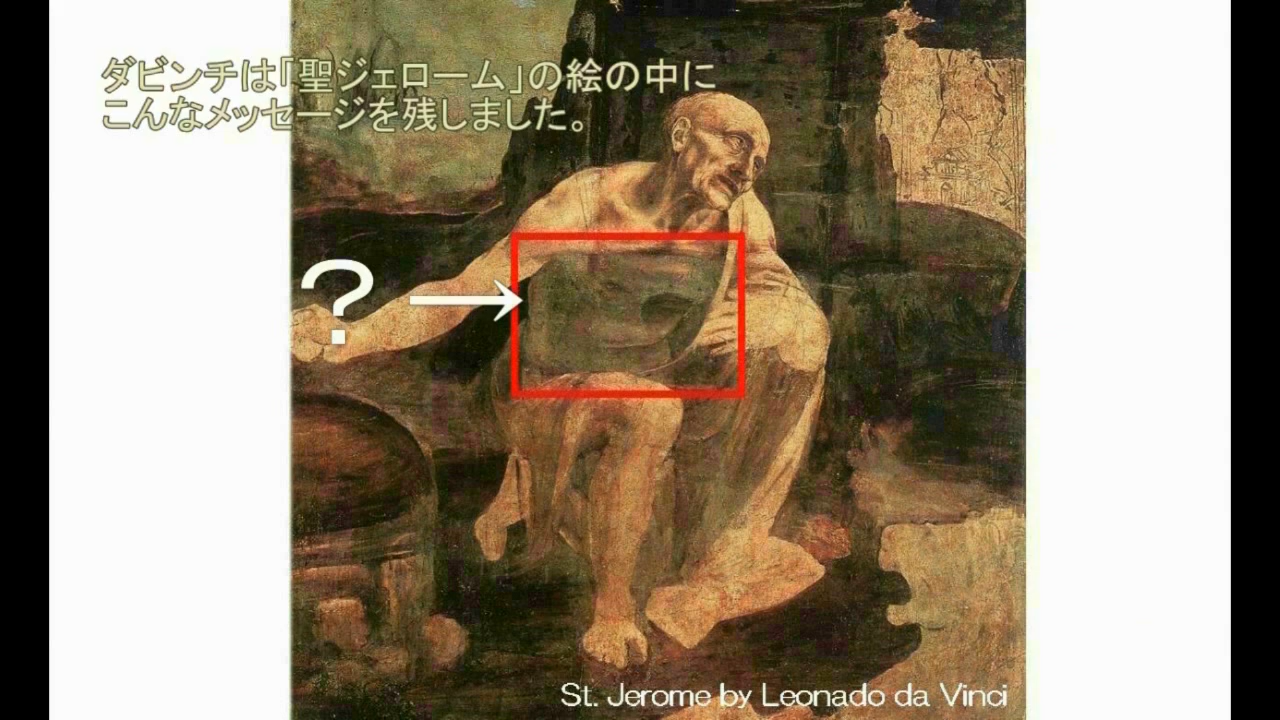 ダビンチは「聖ジェローム」の絵の中に
こんなメッセージを残しました。
?→
St. Jerome by Leonado da Vinci